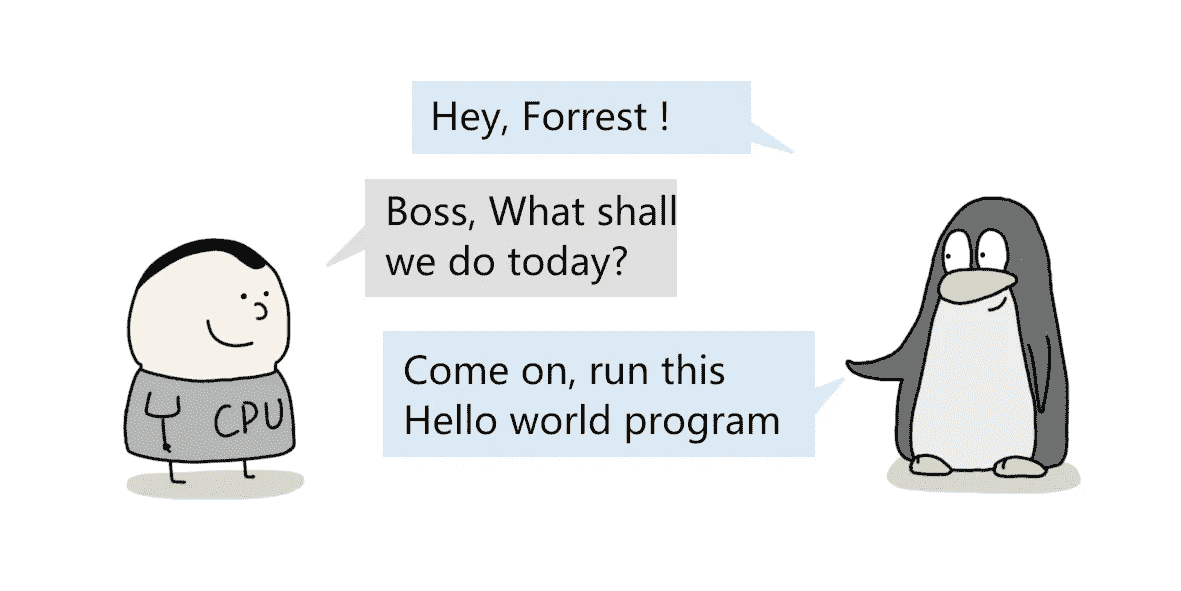 Hey, Forrest !
Boss, What shall
we do today?
Come on, run this
Hello world program
CPU